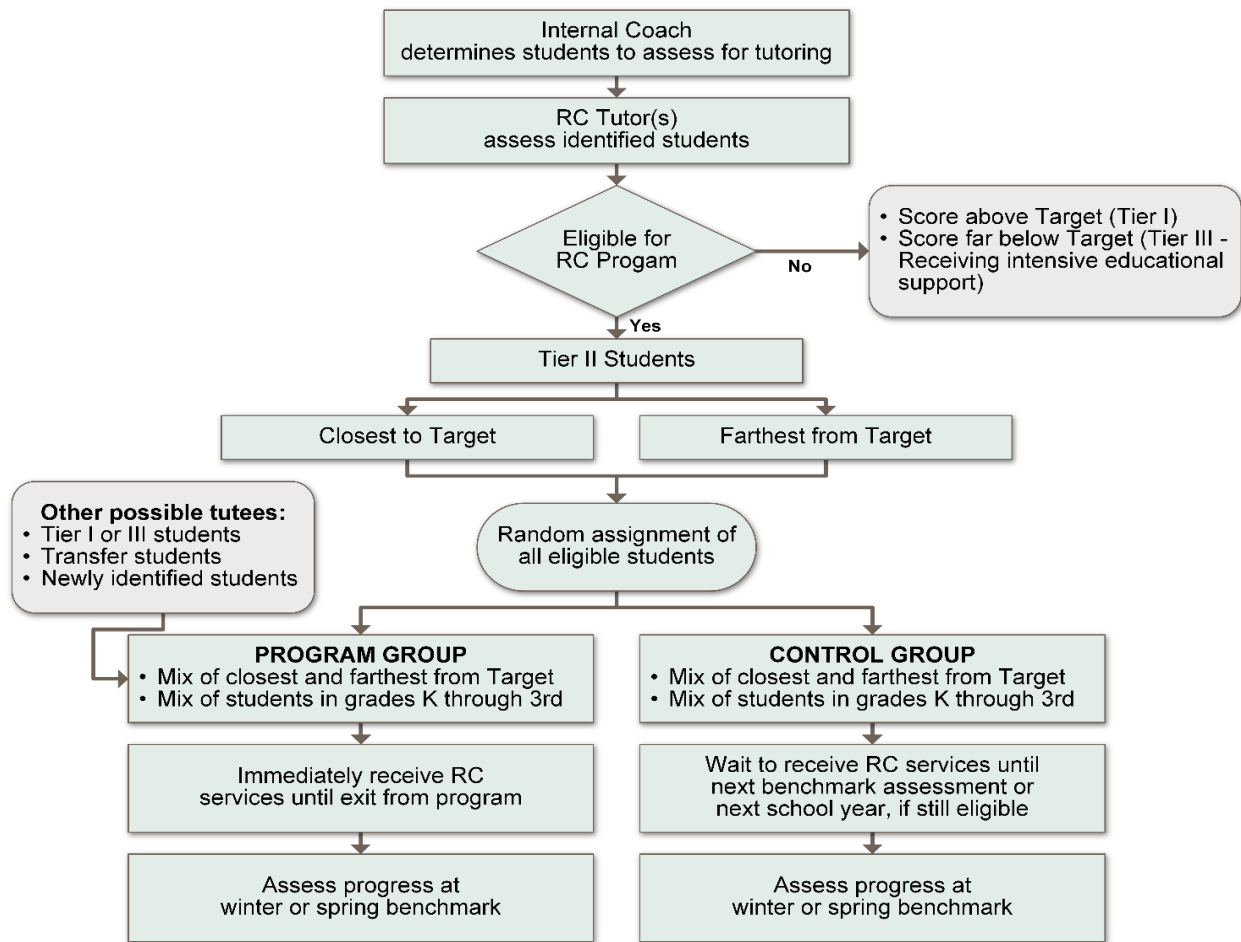 Internal Coach
determines students to assess for tutoring
RC Tutor(s)
assess identified students
Eligible for
RC Progam
No
• Score above Target (Tier I)
• Score far below Target (Tier III -
Receiving intensive educational
support)
Yes
Tier II Students
Closest to Target
Farthest from Target
Other possible tutees:
• Tier I or III students
• Transfer students
• Newly identified students
Random assignment of
all eligible students
PROGRAM GROUP
• Mix of closest and farthest from Target
• Mix of students in grades K through 3rd
CONTROL GROUP
• Mix of closest and farthest from Target
• Mix of students in grades K through 3rd
Immediately receive RC
services until exit from program
Wait to receive RC services until
next benchmark assessment or
next school year, if still eligible
Assess progress at
winter or spring benchmark
Assess progress at
winter or spring benchmark